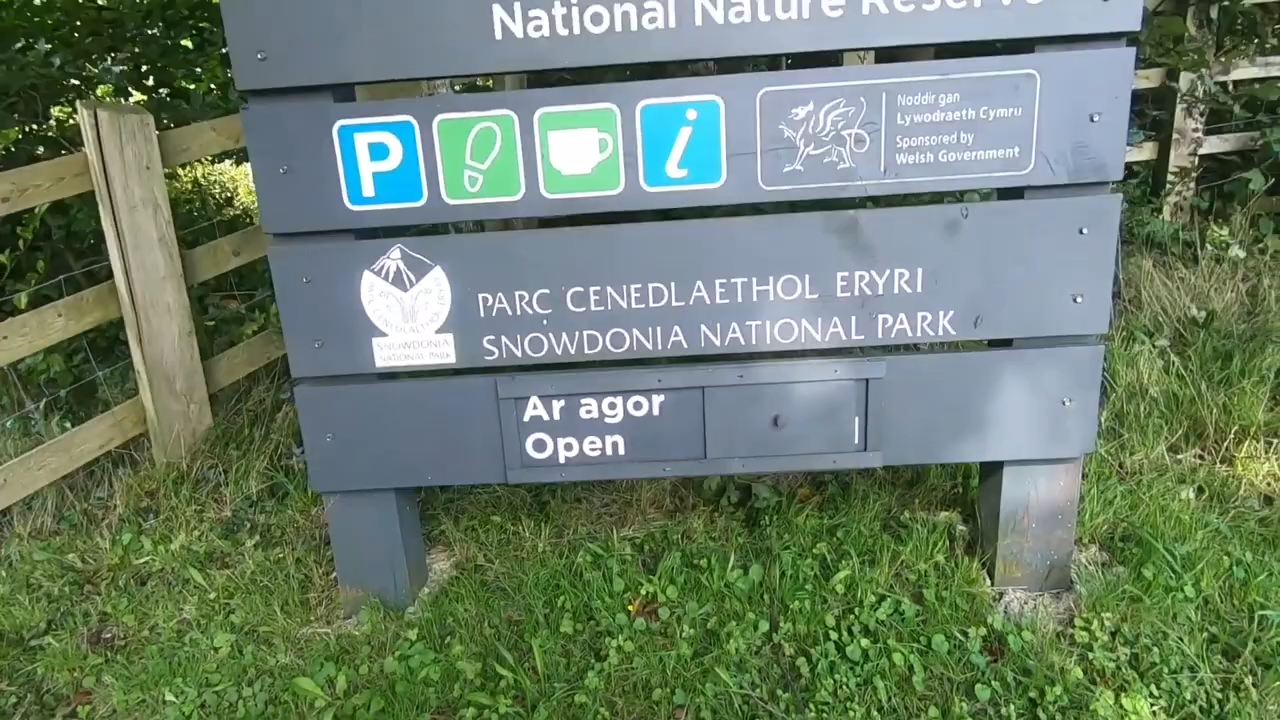 National Nature Reserve
P
i
Noddir gan
Lywodraeth Cymru
Sponsored by
Welsh Government
PARC CENEDLAETHOL ERYRI
SNOWDONIA NATIONAL PARK
SNOWDONIA
NATIONAL PARK
Ar agor
Open